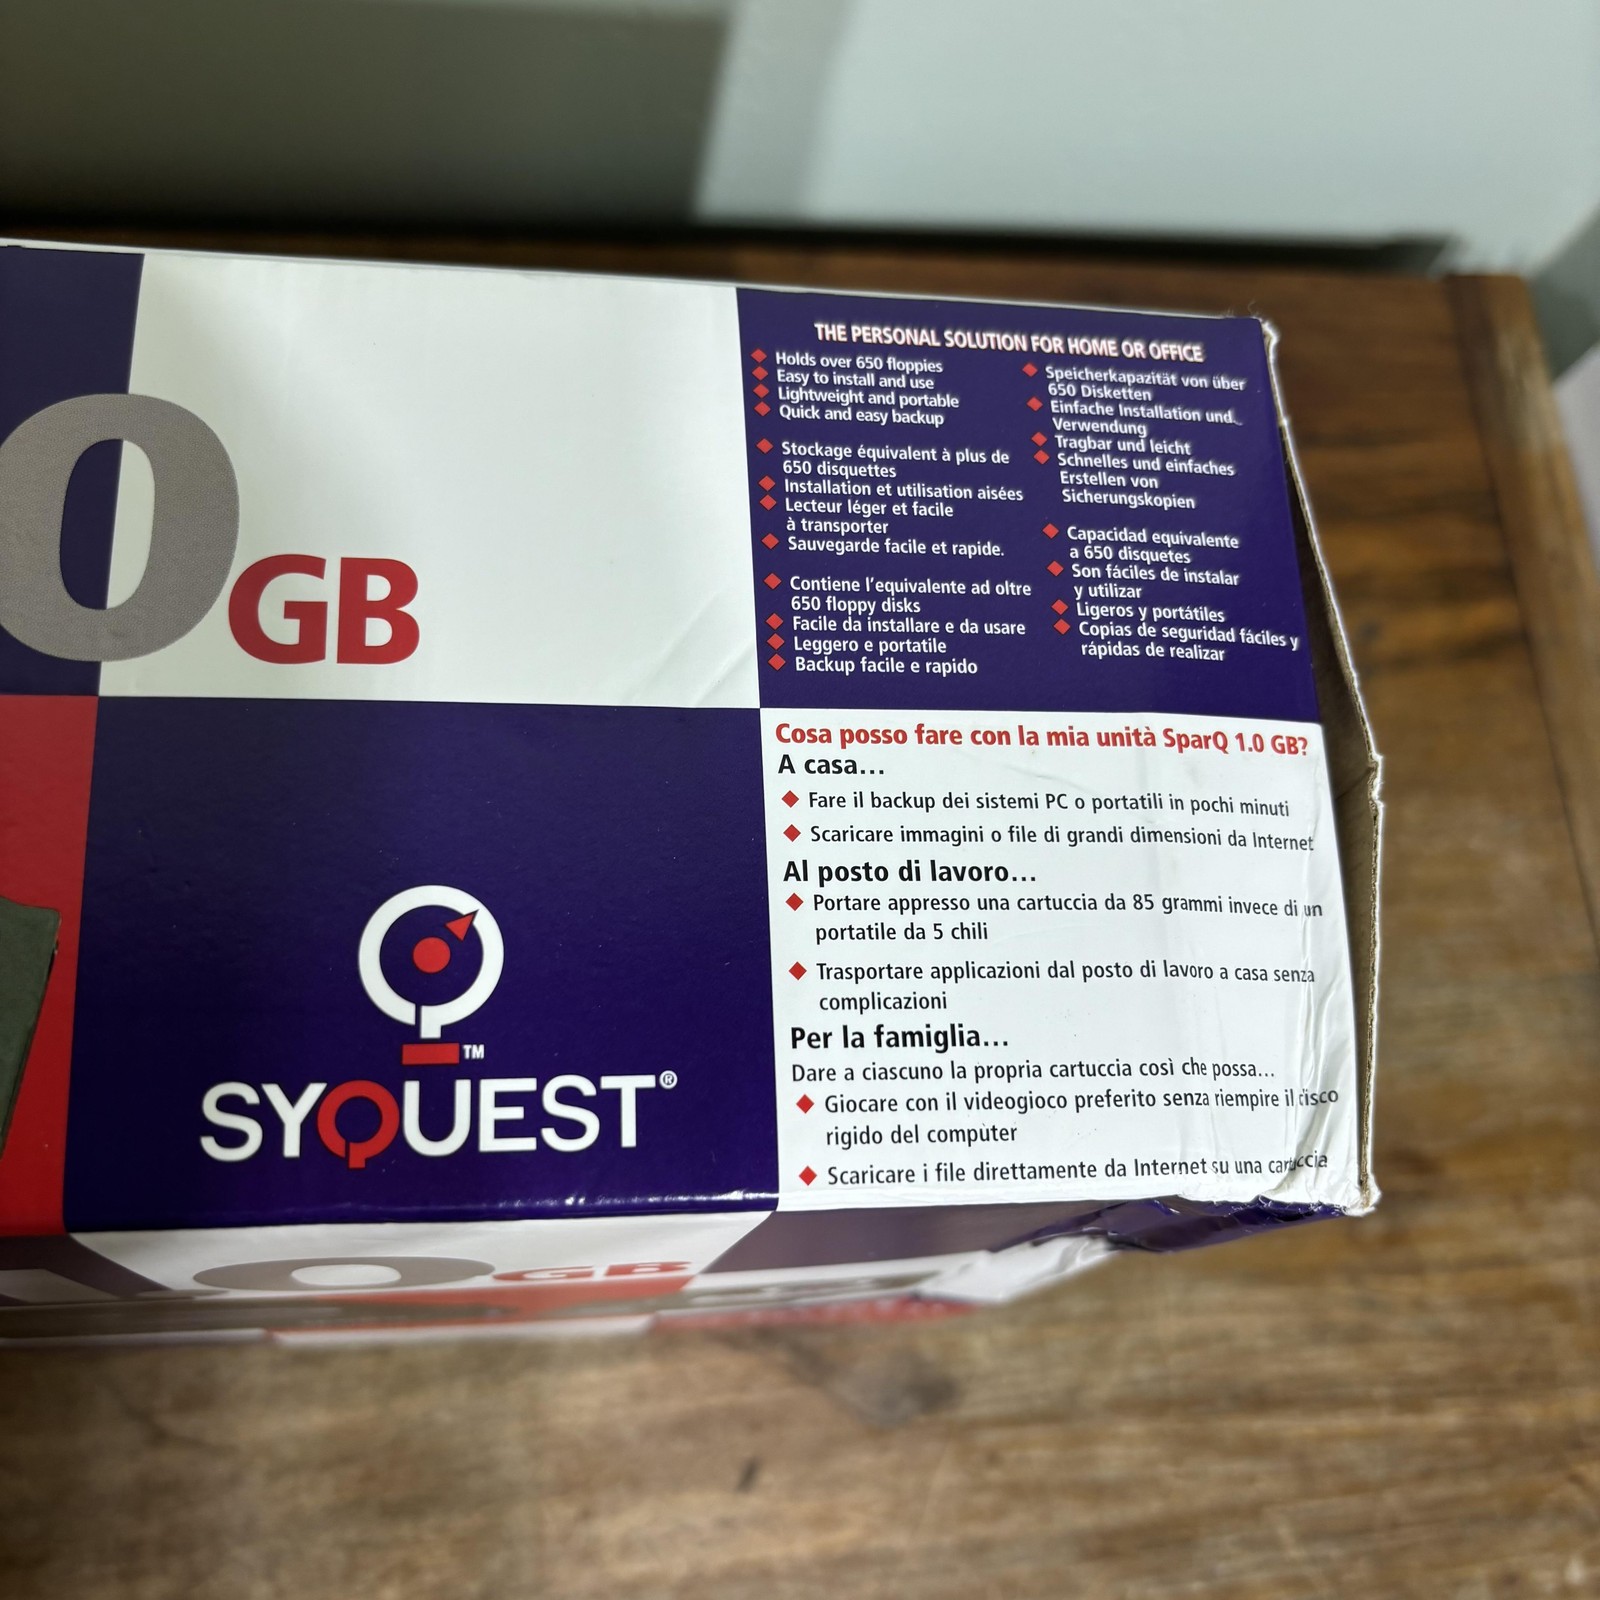 0GB
THE PERSONAL SOLUTION FOR HOME OR OFFICE
Holds over 650 floppies
Easy to install and use
Lightweight and portable
Quick and easy backup
Stockage équivalent à plus de
650 disquettes
Installation et utilisation aisées
Lecteur léger et facile
à transporter
Sauvegarde facile et rapide.
Contiene l'equivalente ad oltre
650 floppy disks
Facile da installare e da usare
Leggero e portatile
Backup facile e rapido
Speicherkapazität von über
650 Disketten
Einfache Installation und
Verwendung
Tragbar und leicht
Schnelles und einfaches
Erstellen von
Sicherungskopien
Capacidad equivalente
a 650 disquetes
Son fáciles de instalar
y utilizar
Ligeros y portátiles
Copias de seguridad fáciles y
rápidas de realizar
Cosa posso fare con la mia unità SparQ 1.0 GB?
A casa...
Fare il backup dei sistemi PC o portatili in pochi minuti
Scaricare immagini o file di grandi dimensioni da Internet
Al posto di lavoro...
Portare appresso una cartuccia da 85 grammi invece di un
portatile da 5 chili
Trasportare applicazioni dal posto di lavoro a casa senza
complicazioni
Per la famiglia...
Dare a ciascuno la propria cartuccia così che possa...
Giocare con il videogioco preferito senza riempire il disco
rigido del computer
Scaricare i file direttamente da Internet su una cartuccia
TM
SYQUEST®
1.0GB